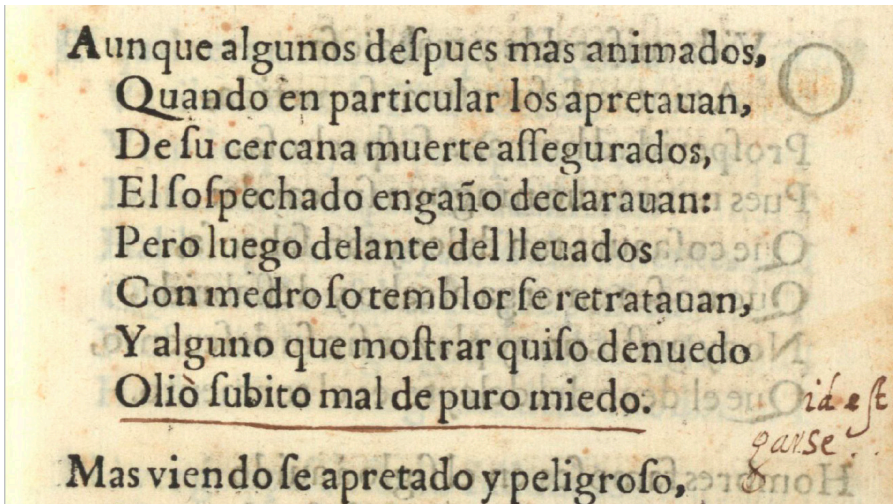 Aunque algunos deſpues mas animados,
Quando en particular los apretauan,
De ſu cercana muerte aſſegurados,
El ſoſpechado engaño declarauan:
Pero luego delante del lleuados
Con medroſo temblor ſe retratauan,
Y alguno que moſtrar quiſo denuedo
Oliò ſubito mal de puro miedo.
id eſt
Mas viendo ſe apretado y peligroſo,